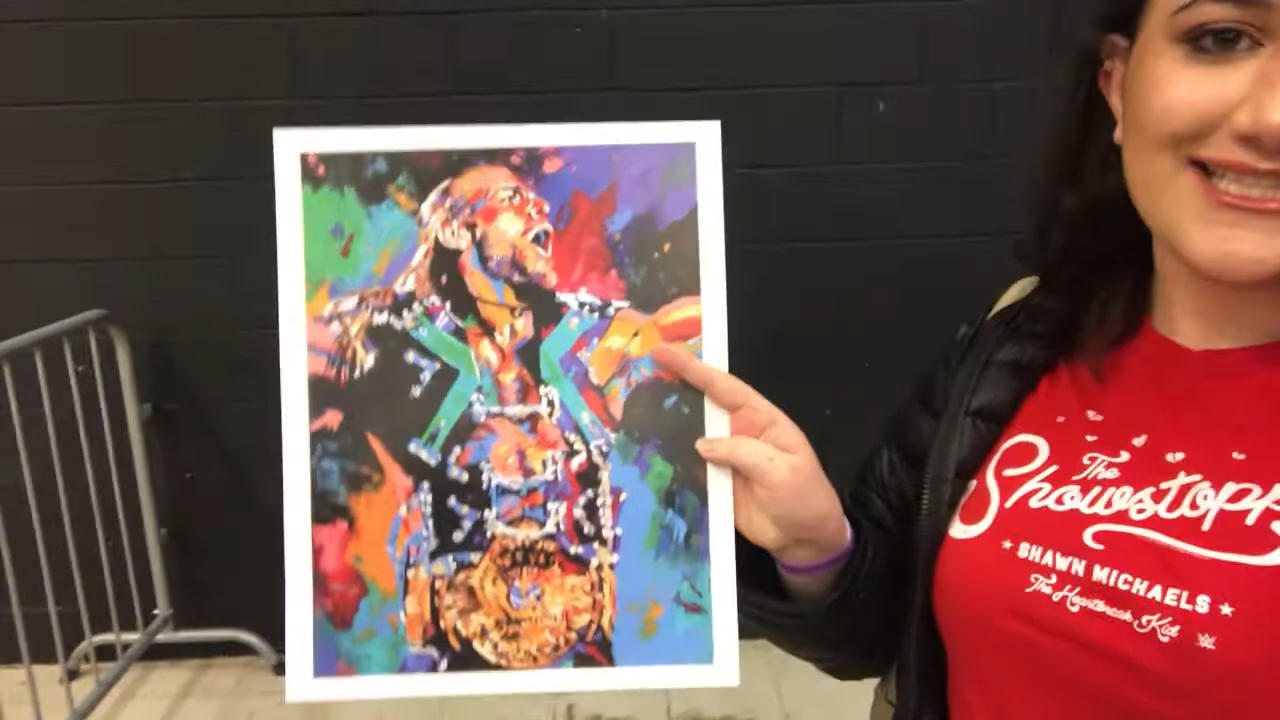 The
Showstopp
★ SHAWN MICHAELS ★
The Heartbreak Kid